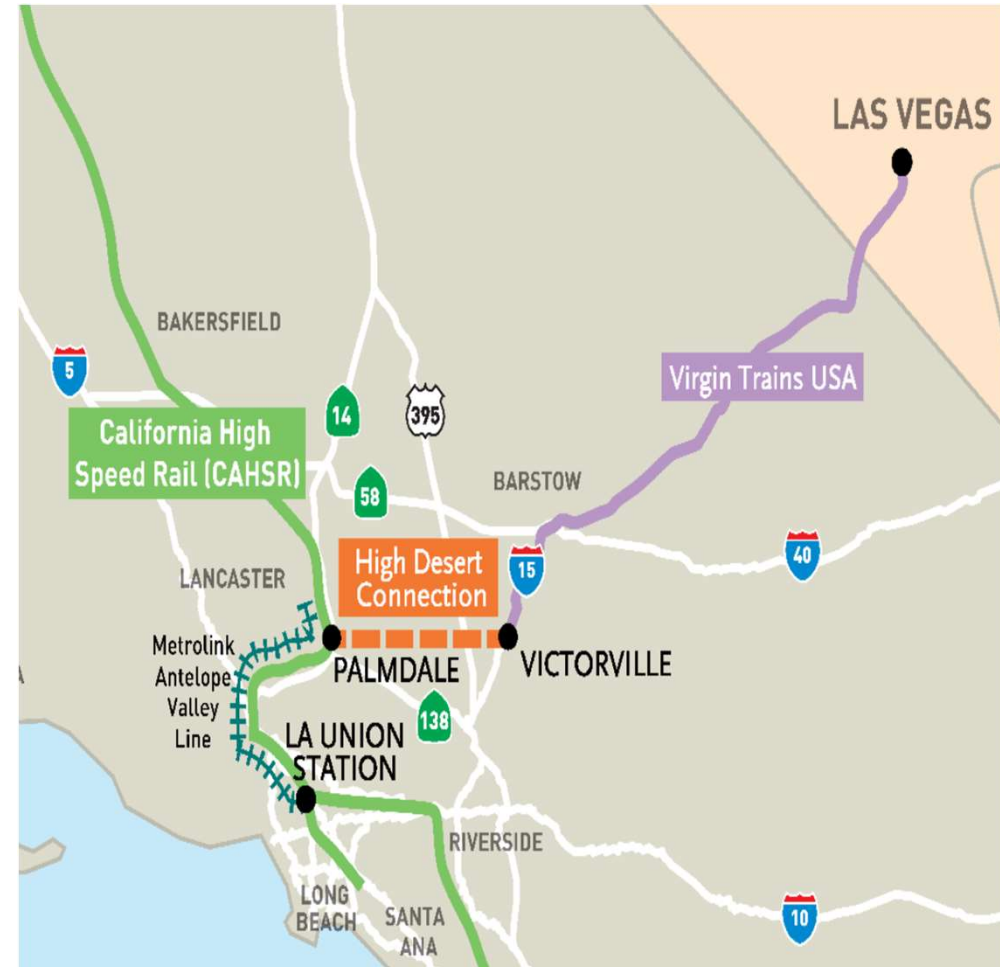 LAS VEGAS
BAKERSFIELD
5
Virgin Trains USA
14
395
California High
Speed Rail (CAHSR)
58
BARSTOW
40
High Desert
Connection
15
LANCASTER
Metrolink
Antelope
Valley
Line
PALMDALE
VICTORVILLE
138
LA UNION
STATION
RIVERSIDE
LONG
BEACH
SANTA
ANA
10